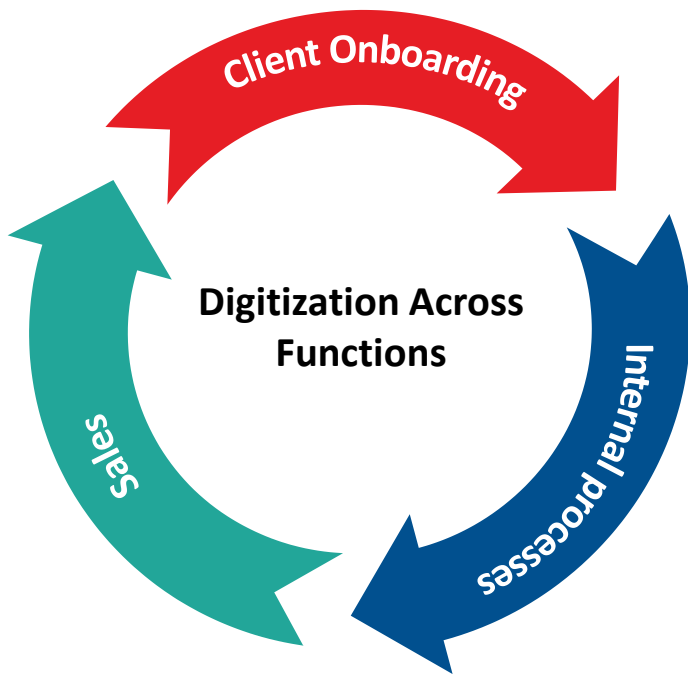 Client Onboarding
Digitization Across
Functions
Internal processes
Sales